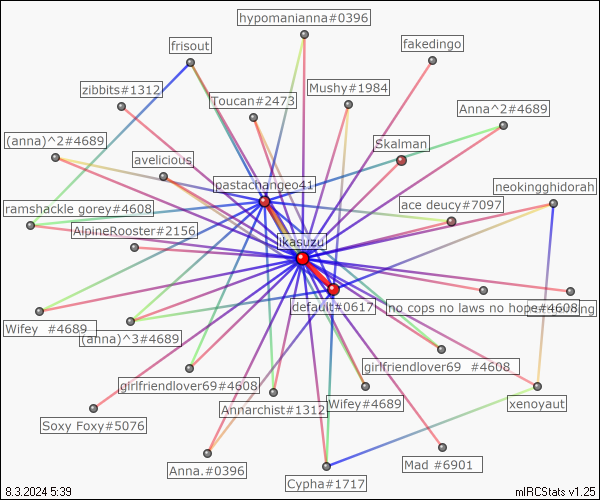 hypomanianna#0396
frisout
fakedingo
zibbits#1312
Mushy#1984
Toucan#2473
Anna^2#4689
(anna)^2#4689
Skalman
avelicious
pastachangeo41
neokingghidorah
ramshackle gorey#4608
ace deucy#7097
AlpineRooster#2156
ikasuzu
default#0617
no cops no laws no hope#4608
Wifey #4689
(anna)^3#4689
girlfriendlover69 #4608
girlfriendlover69#4608
Annarchist#1312
Wifey#4689
xenoyaut
Soxy Foxy#5076
Anna.#0396
Mad #6901
Cypha#1717
8.3.2024 5:39
mIRCStats v1.25